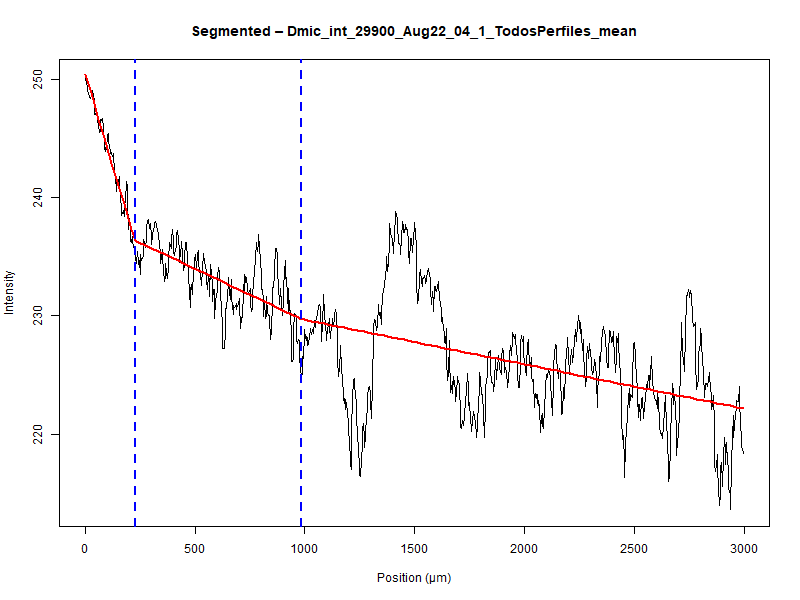 Segmented – Dmic_int_29900_Aug22_04_1_TodosPerfiles_mean
Intensity
250
240
230
220
0 500 1000 1500 2000 2500 3000
Position (µm)